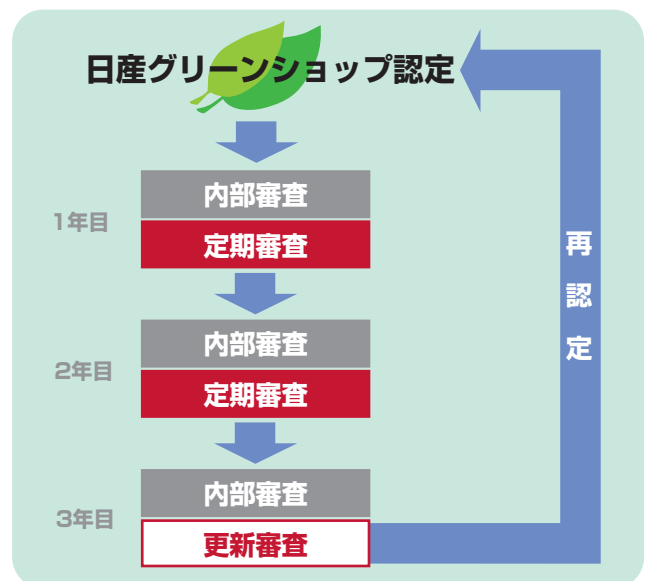 日産グリーンショップ認定
1年目
内部審査
定期審査
2年目
内部審査
定期審査
3年目
内部審査
更新審査
再認定